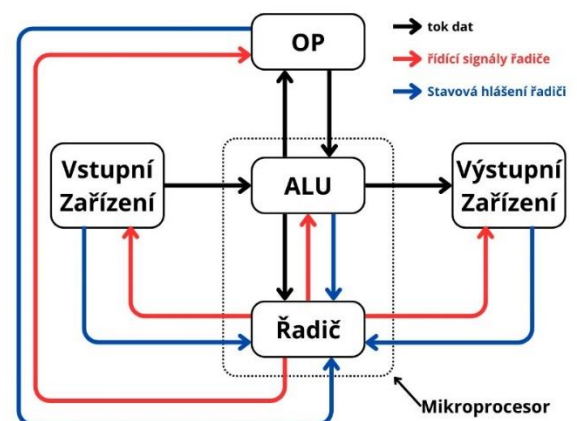 OP
tok dat
řídící signály řadiče
Stavová hlášení řadiči
Vstupní
Zařízení
ALU
Výstupní
Zařízení
Řadič
Mikroprocesor